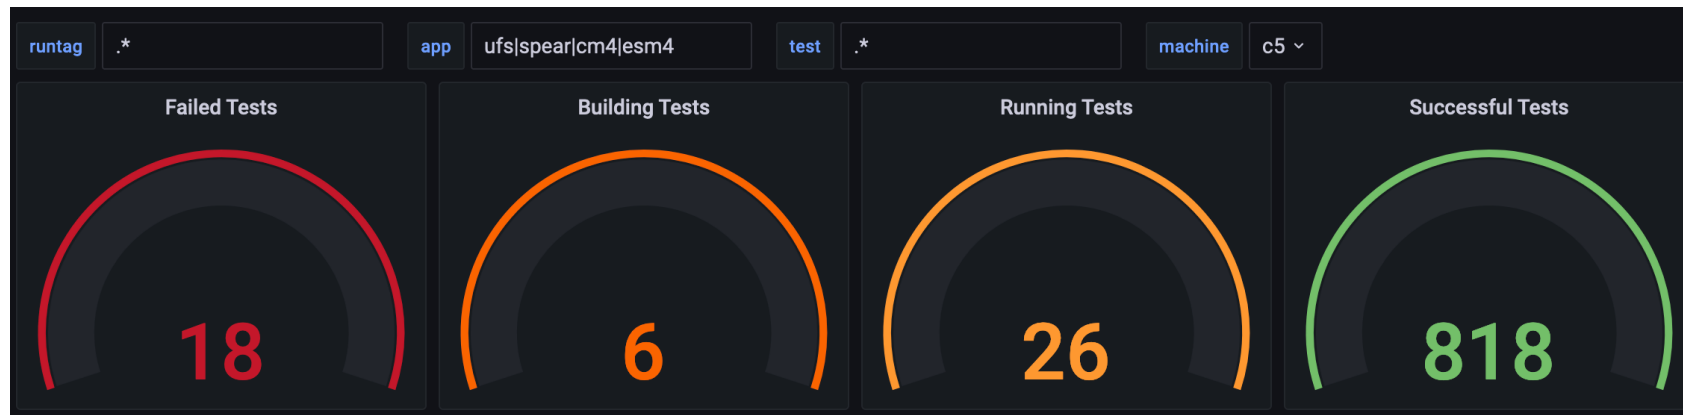 runtag .* app ufs|spear|cm4|esm4 test .* machine c5
Failed Tests Building Tests Running Tests Successful Tests
18 6 26 818